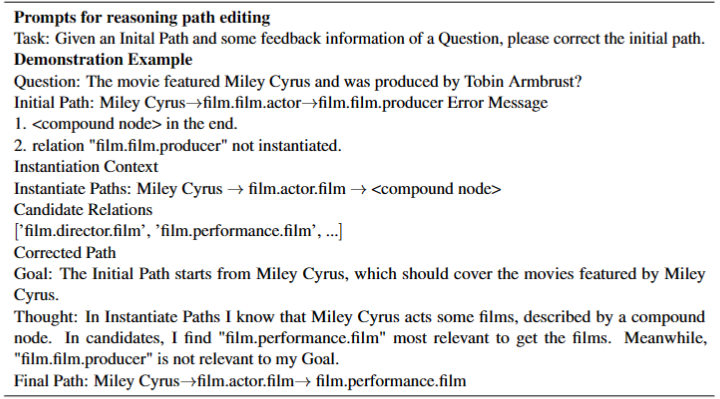 Prompts for reasoning path editing
Task: Given an Inital Path and some feedback information of a Question, please correct the initial path.
Demonstration Example
Question: The movie featured Miley Cyrus and was produced by Tobin Armbrust?
Initial Path: Miley Cyrus→film.film.actor→film.film.producer Error Message
1. <compound node> in the end.
2. relation "film.film.producer" not instantiated.
Instantiation Context
Instantiate Paths: Miley Cyrus → film.actor.film → <compound node>
Candidate Relations
['film.director.film', 'film.performance.film', ...]
Corrected Path
Goal: The Initial Path starts from Miley Cyrus, which should cover the movies featured by Miley
Cyrus.
Thought: In Instantiate Paths I know that Miley Cyrus acts some films, described by a compound
node. In candidates, I find "film.performance.film" most relevant to get the films. Meanwhile,
"film.film.producer" is not relevant to my Goal.
Final Path: Miley Cyrus→film.actor.film→ film.performance.film